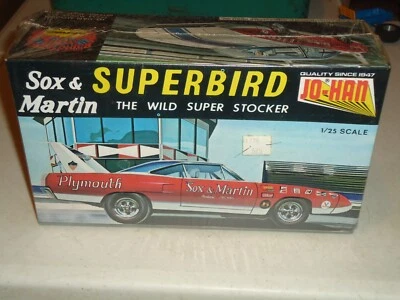 Sox & Martin
SUPERBIRD
THE WILD SUPER STOCKER
QUALITY SINCE 1947
JO-HAN
1/25 SCALE
Plymouth
Sox & Martin